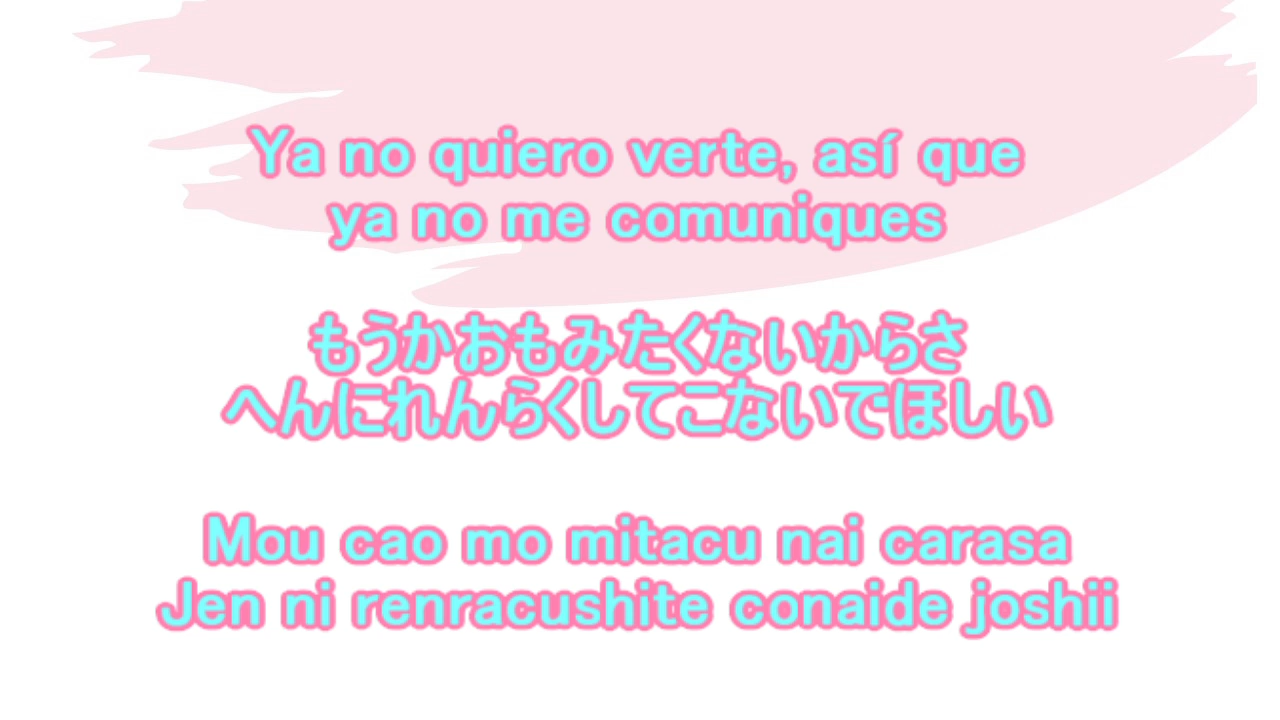 Ya no quiero verte, así que
ya no me comuniques
もうかおもみたくないからさ
へんにれんらくしてこないでほしい
Mou cao mo mitacu nai carasa
Jen ni renracushite conaide joshii